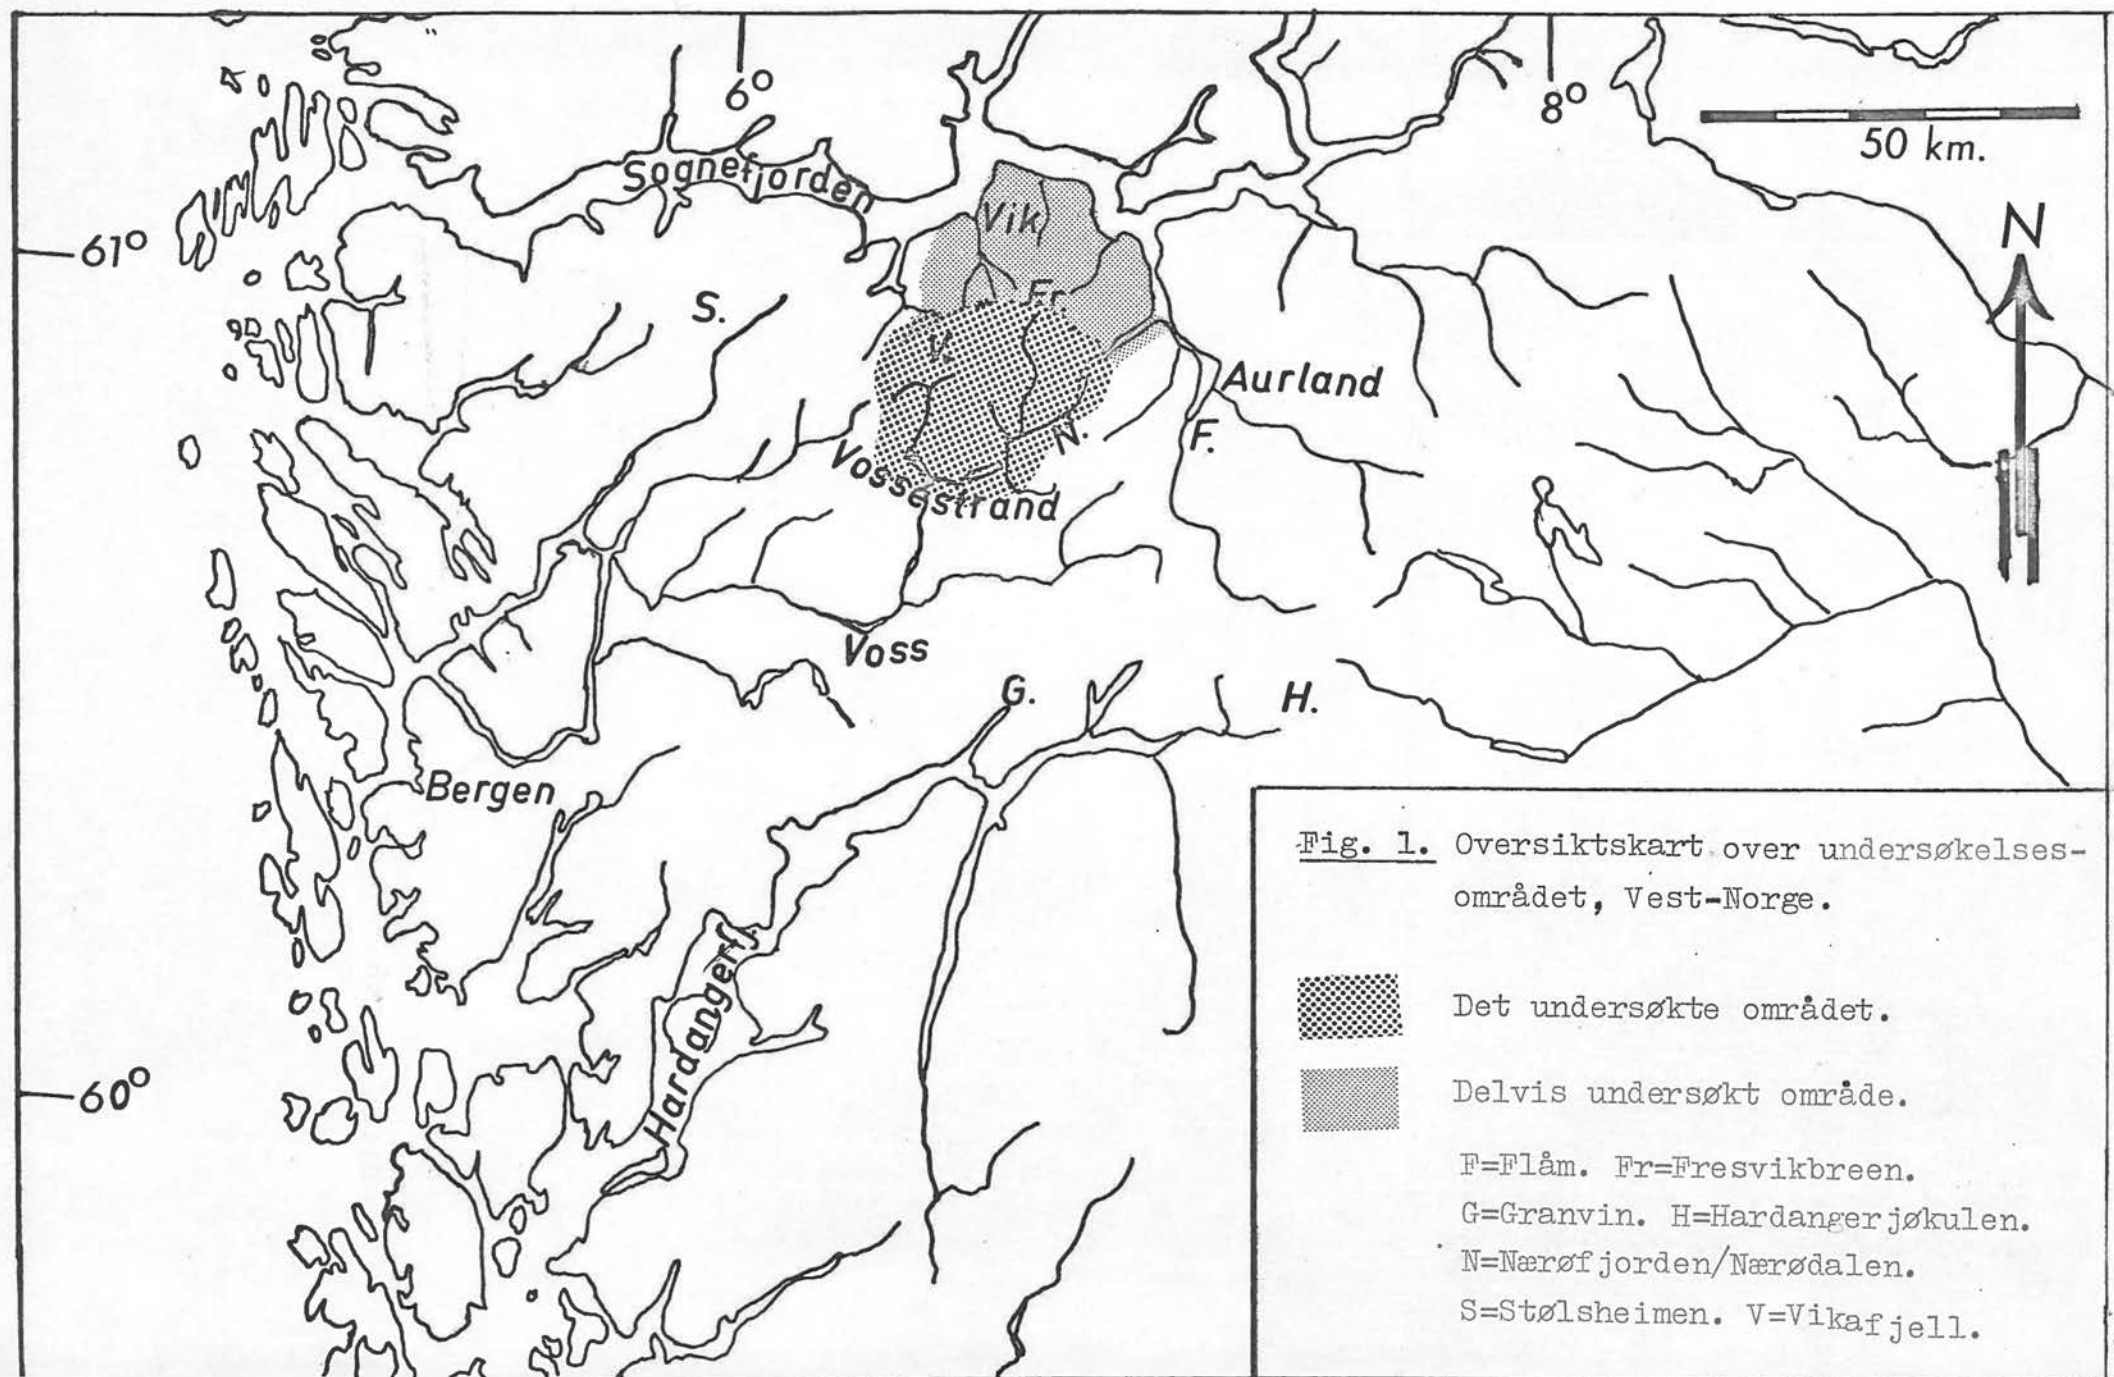 6° 8°
50 km.
Sognefjorden
Vik
61°
N
S.
Fr.
V.
Aurland
N.
F.
Vossestrand
Voss
G.
H.
Bergen
Hardangerf.
60°
Fig. 1. Oversiktskart over undersøkelses-
området, Vest-Norge.
Det undersøkte området.
Delvis undersøkt område.
F=Flåm. Fr=Fresvikbreen.
G=Granvin. H=Hardangerjøkulen.
N=Nærøfjorden/Nærødalen.
S=Stølsheimen. V=Vikafjell.